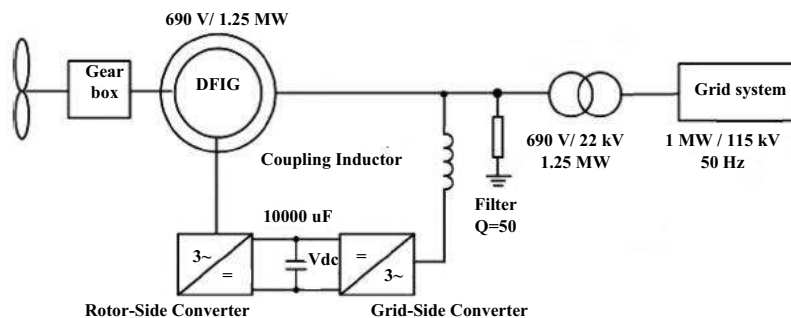 690 V/ 1.25 MW
Gear
box
DFIG
Grid system
690 V/ 22 kV
1.25 MW
1 MW / 115 kV
50 Hz
Coupling Inductor
Filter
Q=50
10000 uF
3~
=
Vdc
=
3~
Rotor-Side Converter
Grid-Side Converter